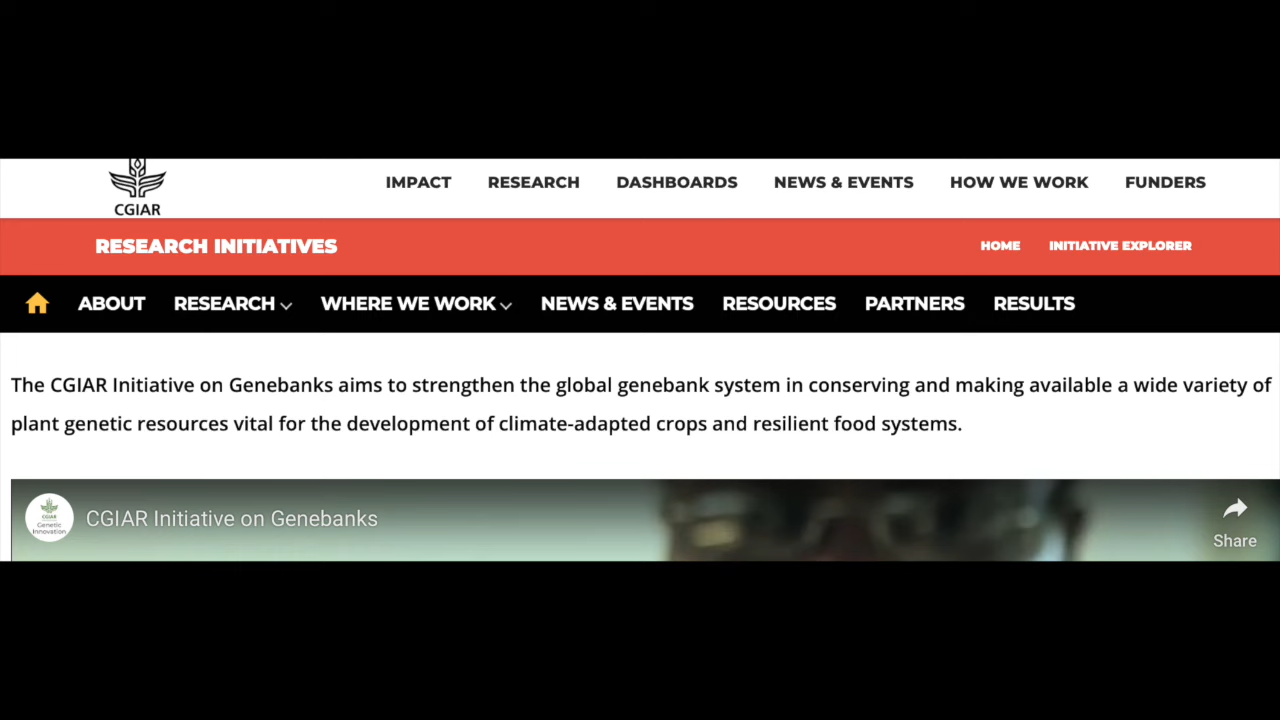 CGIAR
IMPACT RESEARCH DASHBOARDS NEWS & EVENTS HOW WE WORK FUNDERS
RESEARCH INITIATIVES HOME INITIATIVE EXPLORER
ABOUT RESEARCH WHERE WE WORK NEWS & EVENTS RESOURCES PARTNERS RESULTS
The CGIAR Initiative on Genebanks aims to strengthen the global genebank system in conserving and making available a wide variety of
plant genetic resources vital for the development of climate-adapted crops and resilient food systems.
CGIAR
Genetic
Innovation
CGIAR Initiative on Genebanks
Share